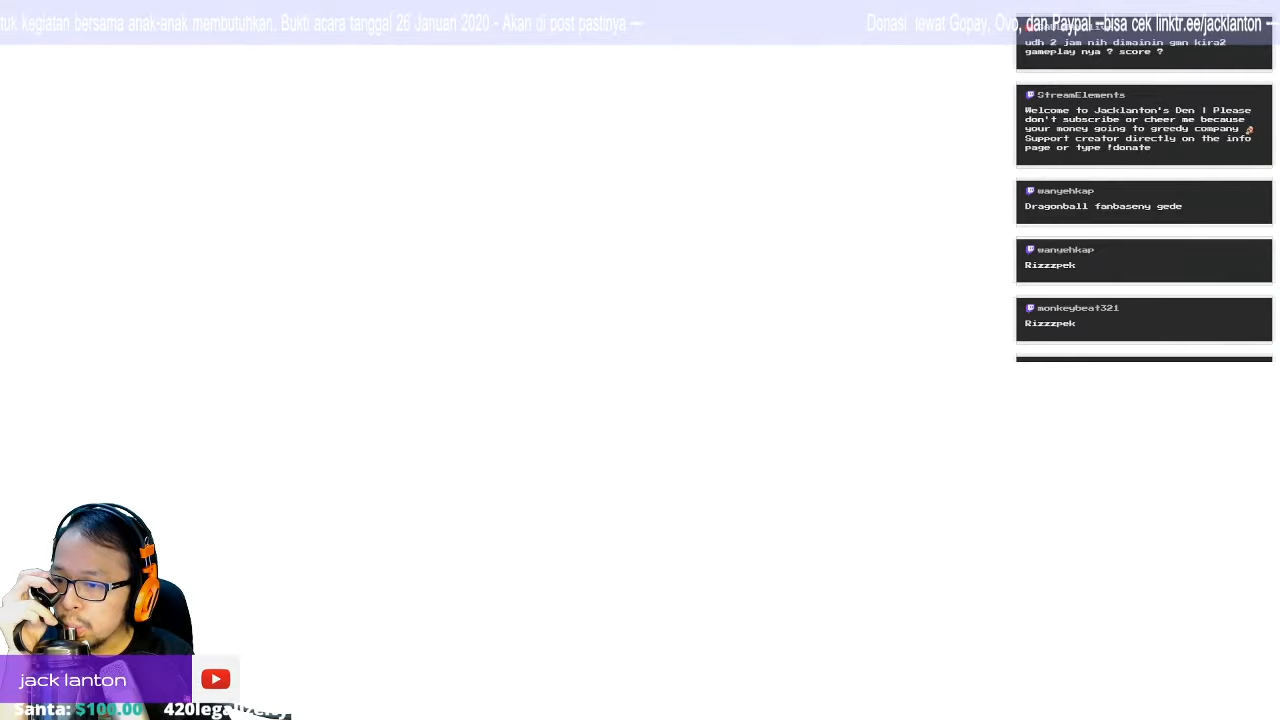 tuk kegiatan bersama anak-anak membutuhkan. Bukti acara tanggal 26 Januari 2020 - Akan di post pastinya --
Donasi lewat Gopay, Ovo, dan Paypal --bisa cek linktr.ee/jacklanton --
udh 2 jam nih dimainin gmn kira2
gameplay nya ? score ?
StreamElements
Welcome to Jacklanton's Den | Please
don't subscribe or cheer me because
your money going to greedy company
Support creator directly on the info
page or type !donate
wanyehkap
Dragonball fanbaseny gede
wanyehkap
Rizzzpek
monkeybeat321
Rizzzpek
jack lanton
Santa: $100.00